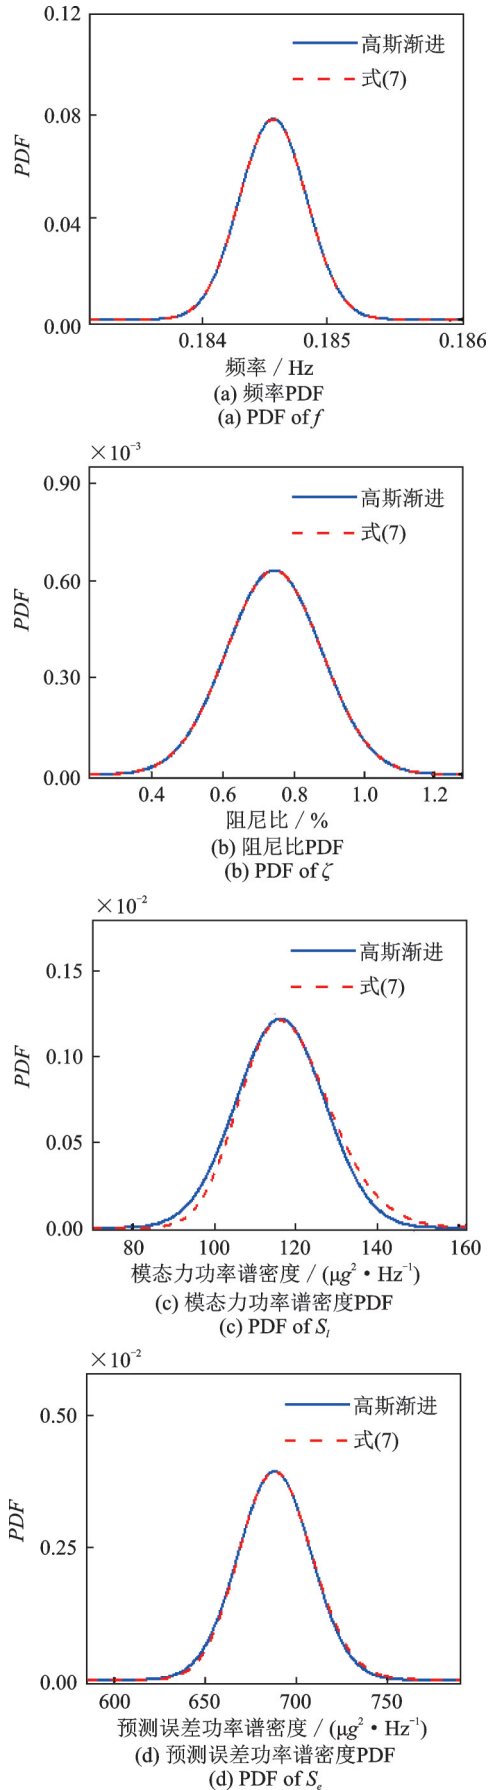 0.12
高斯渐进
式(7)
0.08
PDF
0.04
0.00
0.184 0.185 0.186
频率 / Hz
(a) 频率PDF
(a) PDF of f
×10⁻³
0.90
高斯渐进
式(7)
0.60
PDF
0.30
0.00
0.4 0.6 0.8 1.0 1.2
阻尼比 / %
(b) 阻尼比PDF
(b) PDF of ζ
×10⁻²
高斯渐进
0.15
式(7)
0.10
PDF
0.05
0.00
80 100 120 140 160
模态力功率谱密度 / (μg²·Hz⁻¹)
(c) 模态力功率谱密度PDF
(c) PDF of Sᵢ
×10⁻²
0.50
高斯渐进
式(7)
PDF
0.25
0.00
600 650 700 750
预测误差功率谱密度 / (μg²·Hz⁻¹)
(d) 预测误差功率谱密度PDF
(d) PDF of Sₑ